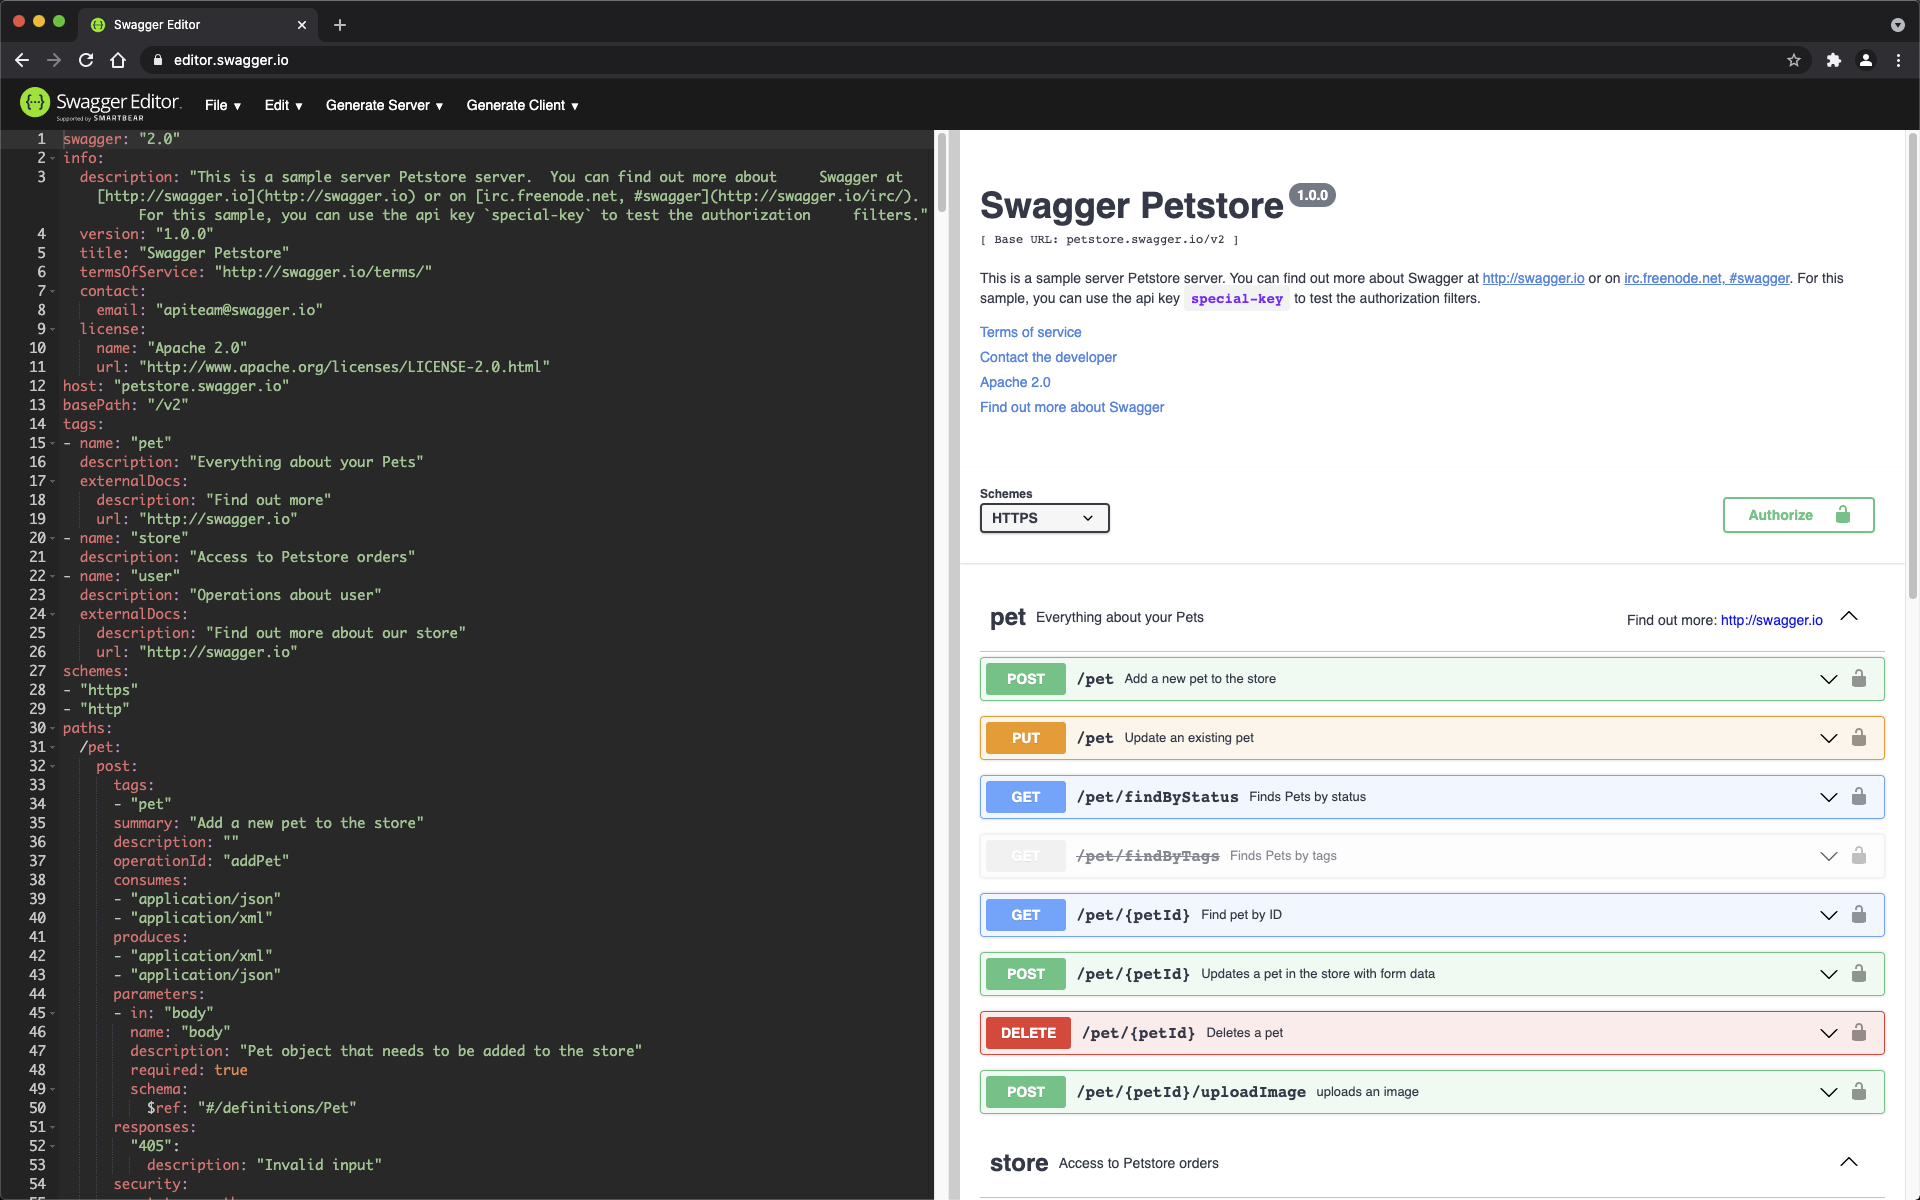 Swagger Editor
editor.swagger.io
Swagger Editor.
Supported by SMARTBEAR
File ▾ Edit ▾ Generate Server ▾ Generate Client ▾
1 swagger: "2.0"
2 info:
3 description: "This is a sample server Petstore server.  You can find out more about     Swagger at
[http://swagger.io](http://swagger.io) or on [irc.freenode.net, #swagger](http://swagger.io/irc/).
For this sample, you can use the api key `special-key` to test the authorization     filters."
4 version: "1.0.0"
5 title: "Swagger Petstore"
6 termsOfService: "http://swagger.io/terms/"
7 contact:
8 email: "apiteam@swagger.io"
9 license:
10 name: "Apache 2.0"
11 url: "http://www.apache.org/licenses/LICENSE-2.0.html"
12 host: "petstore.swagger.io"
13 basePath: "/v2"
14 tags:
15 - name: "pet"
16 description: "Everything about your Pets"
17 externalDocs:
18 description: "Find out more"
19 url: "http://swagger.io"
20 - name: "store"
21 description: "Access to Petstore orders"
22 - name: "user"
23 description: "Operations about user"
24 externalDocs:
25 description: "Find out more about our store"
26 url: "http://swagger.io"
27 schemes:
28 - "https"
29 - "http"
30 paths:
31 /pet:
32 post:
33 tags:
34 - "pet"
35 summary: "Add a new pet to the store"
36 description: ""
37 operationId: "addPet"
38 consumes:
39 - "application/json"
40 - "application/xml"
41 produces:
42 - "application/xml"
43 - "application/json"
44 parameters:
45 - in: "body"
46 name: "body"
47 description: "Pet object that needs to be added to the store"
48 required: true
49 schema:
50 $ref: "#/definitions/Pet"
51 responses:
52 "405":
53 description: "Invalid input"
54 security:
Swagger Petstore 1.0.0
[ Base URL: petstore.swagger.io/v2 ]
This is a sample server Petstore server. You can find out more about Swagger at http://swagger.io or on irc.freenode.net, #swagger. For this
sample, you can use the api key special-key to test the authorization filters.
Terms of service
Contact the developer
Apache 2.0
Find out more about Swagger
Schemes
HTTPS
Authorize
pet Everything about your Pets Find out more: http://swagger.io
POST /pet Add a new pet to the store
PUT /pet Update an existing pet
GET /pet/findByStatus Finds Pets by status
GET /pet/findByTags Finds Pets by tags
GET /pet/{petId} Find pet by ID
POST /pet/{petId} Updates a pet in the store with form data
DELETE /pet/{petId} Deletes a pet
POST /pet/{petId}/uploadImage uploads an image
store Access to Petstore orders